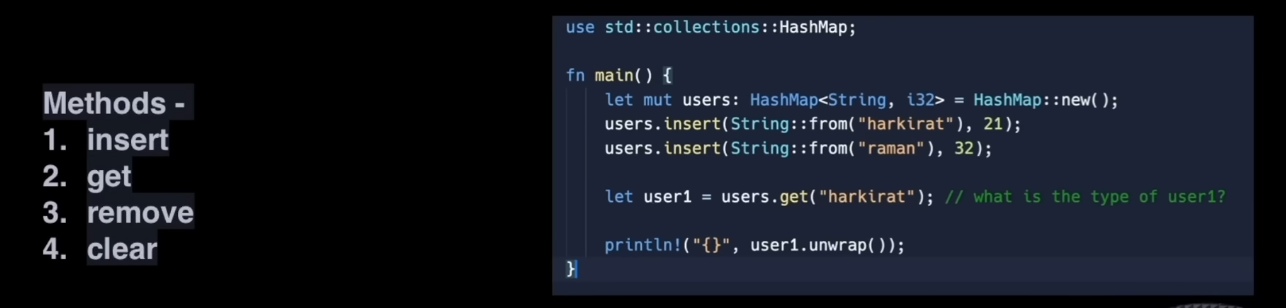 Methods -
1. insert
2. get
3. remove
4. clear
use std::collections::HashMap;
fn main() {
    let mut users: HashMap<String, i32> = HashMap::new();
    users.insert(String::from("harkirat"), 21);
    users.insert(String::from("raman"), 32);
    let user1 = users.get("harkirat"); // what is the type of user1?
    println!("{}", user1.unwrap());
}